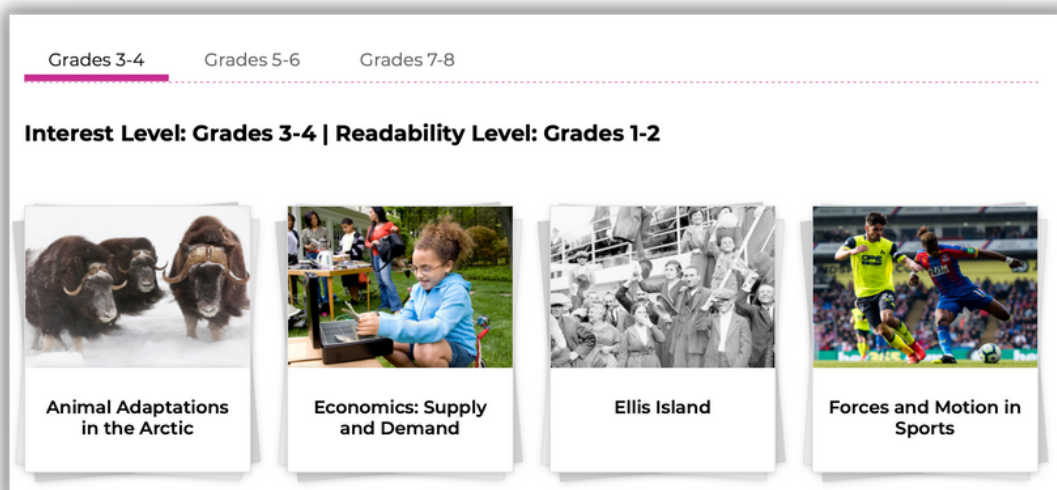 Grades 3-4 Grades 5-6 Grades 7-8
Interest Level: Grades 3-4 | Readability Level: Grades 1-2
Animal Adaptations
in the Arctic
Economics: Supply
and Demand
Ellis Island
Forces and Motion in
Sports